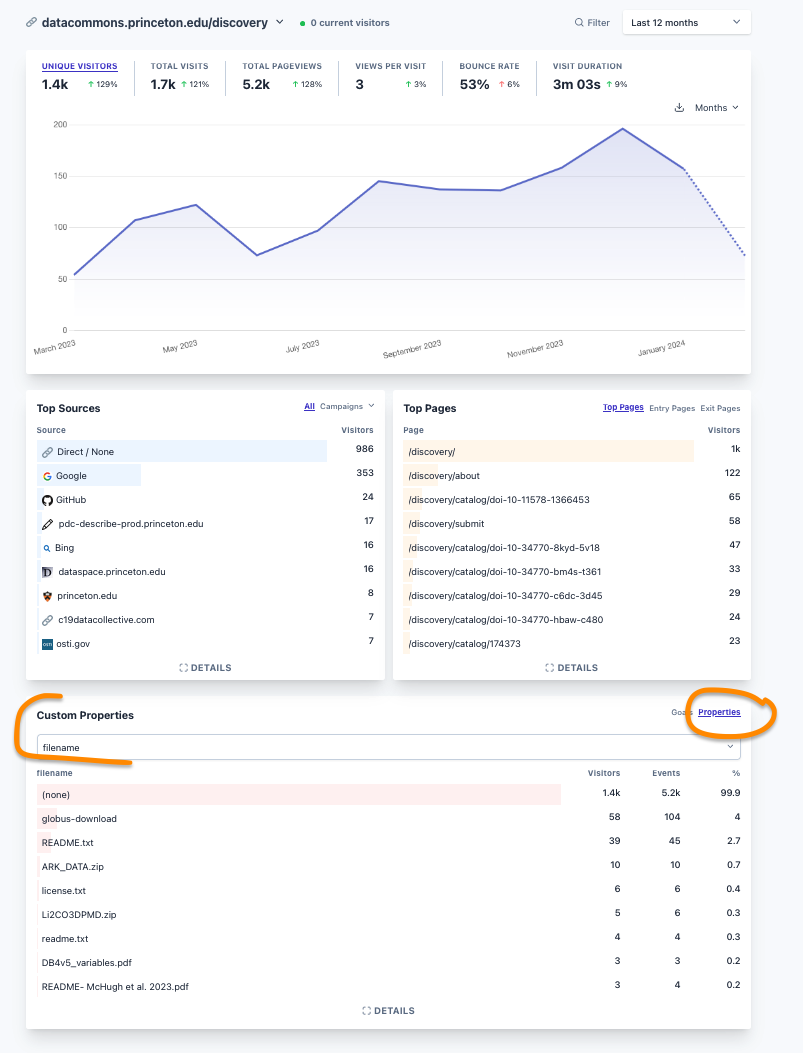 datacommons.princeton.edu/discovery 0 current visitors Filter Last 12 months
UNIQUE VISITORS TOTAL VISITS TOTAL PAGEVIEWS VIEWS PER VISIT BOUNCE RATE VISIT DURATION
1.4k ↑ 129% 1.7k ↑ 121% 5.2k ↑ 128% 3 ↑ 3% 53% ↑ 6% 3m 03s ↑ 9%
Months
200
150
100
50
0
March 2023 May 2023 July 2023 September 2023 November 2023 January 2024
Top Sources All Campaigns
Source Visitors
Direct / None 986
Google 353
GitHub 24
pdc-describe-prod.princeton.edu 17
Bing 16
dataspace.princeton.edu 16
princeton.edu 8
c19datacollective.com 7
osti.gov 7
DETAILS
Top Pages Top Pages Entry Pages Exit Pages
Page Visitors
/discovery/ 1k
/discovery/about 122
/discovery/catalog/doi-10-11578-1366453 65
/discovery/submit 58
/discovery/catalog/doi-10-34770-8kyd-5v18 47
/discovery/catalog/doi-10-34770-bm4s-t361 33
/discovery/catalog/doi-10-34770-c6dc-3d45 29
/discovery/catalog/doi-10-34770-hbaw-c480 24
/discovery/catalog/174373 23
DETAILS
Custom Properties Goals Properties
filename
filename Visitors Events %
(none) 1.4k 5.2k 99.9
globus-download 58 104 4
README.txt 39 45 2.7
ARK_DATA.zip 10 10 0.7
license.txt 6 6 0.4
Li2CO3DPMD.zip 5 6 0.3
readme.txt 4 4 0.3
DB4v5_variables.pdf 3 3 0.2
README- McHugh et al. 2023.pdf 3 4 0.2
DETAILS